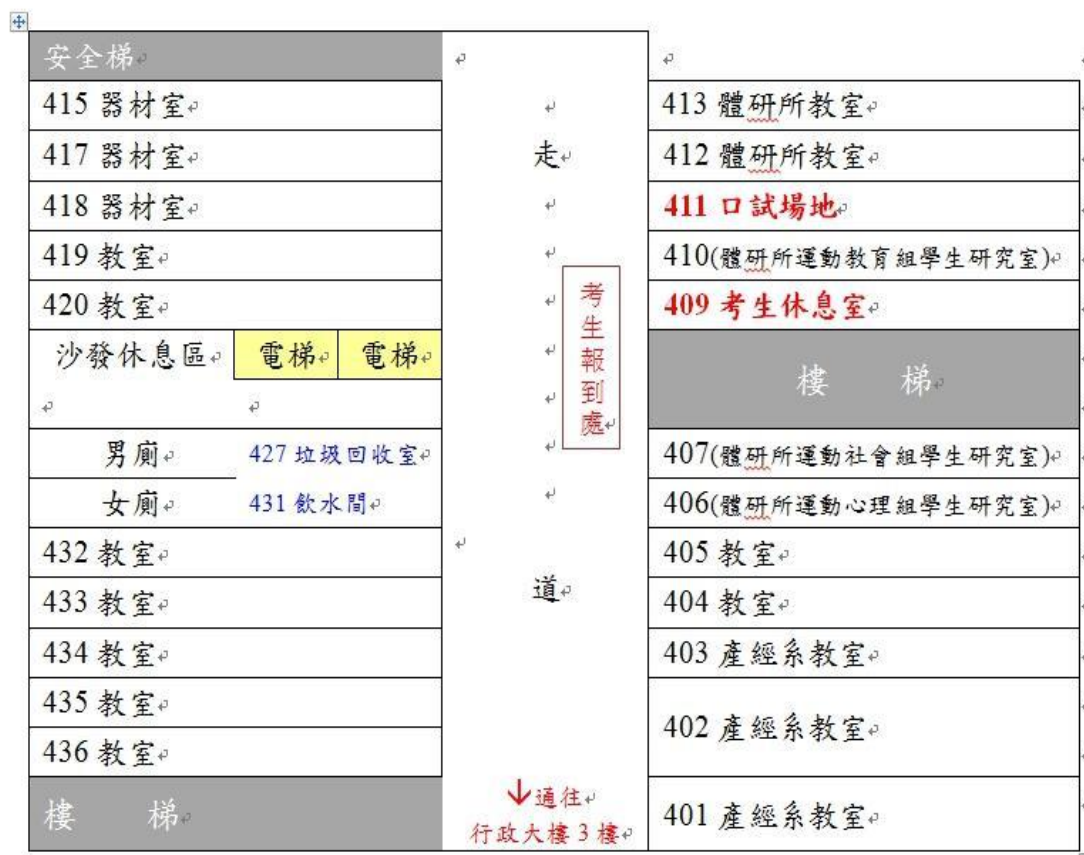 安全梯
415 器材室
413 體研所教室
417 器材室
走
412 體研所教室
418 器材室
411 口試場地
419 教室
410(體研所運動教育組學生研究室)
420 教室
考生報到處
409 考生休息室
沙發休息區 電梯 電梯
樓 梯
男廁 427 垃圾回收室
407(體研所運動社會組學生研究室)
女廁 431 飲水間
406(體研所運動心理組學生研究室)
432 教室
405 教室
433 教室
道
404 教室
434 教室
403 產經系教室
435 教室
402 產經系教室
436 教室
樓 梯
↓通往
行政大樓 3 樓
401 產經系教室